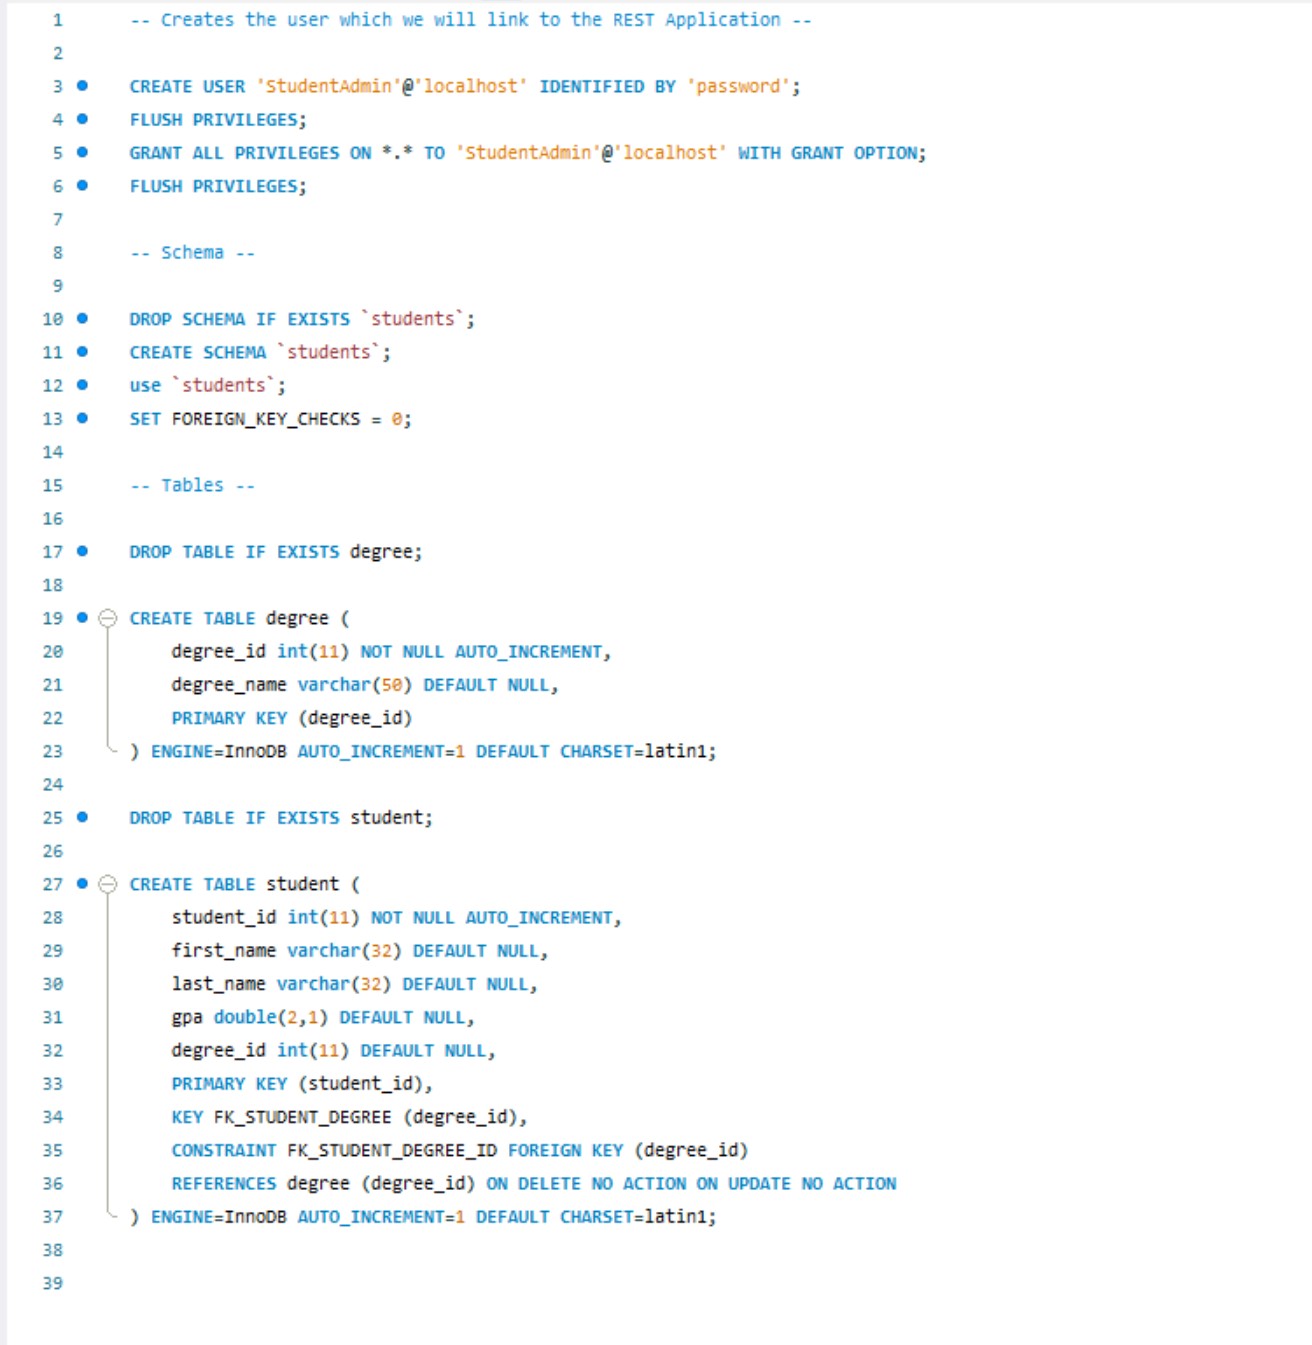 1 -- Creates the user which we will link to the REST Application --
2
3 CREATE USER 'StudentAdmin'@'localhost' IDENTIFIED BY 'password';
4 FLUSH PRIVILEGES;
5 GRANT ALL PRIVILEGES ON *.* TO 'StudentAdmin'@'localhost' WITH GRANT OPTION;
6 FLUSH PRIVILEGES;
7
8 -- Schema --
9
10 DROP SCHEMA IF EXISTS `students`;
11 CREATE SCHEMA `students`;
12 use `students`;
13 SET FOREIGN_KEY_CHECKS = 0;
14
15 -- Tables --
16
17 DROP TABLE IF EXISTS degree;
18
19 CREATE TABLE degree (
20 degree_id int(11) NOT NULL AUTO_INCREMENT,
21 degree_name varchar(50) DEFAULT NULL,
22 PRIMARY KEY (degree_id)
23 ) ENGINE=InnoDB AUTO_INCREMENT=1 DEFAULT CHARSET=latin1;
24
25 DROP TABLE IF EXISTS student;
26
27 CREATE TABLE student (
28 student_id int(11) NOT NULL AUTO_INCREMENT,
29 first_name varchar(32) DEFAULT NULL,
30 last_name varchar(32) DEFAULT NULL,
31 gpa double(2,1) DEFAULT NULL,
32 degree_id int(11) DEFAULT NULL,
33 PRIMARY KEY (student_id),
34 KEY FK_STUDENT_DEGREE (degree_id),
35 CONSTRAINT FK_STUDENT_DEGREE_ID FOREIGN KEY (degree_id)
36 REFERENCES degree (degree_id) ON DELETE NO ACTION ON UPDATE NO ACTION
37 ) ENGINE=InnoDB AUTO_INCREMENT=1 DEFAULT CHARSET=latin1;
38
39